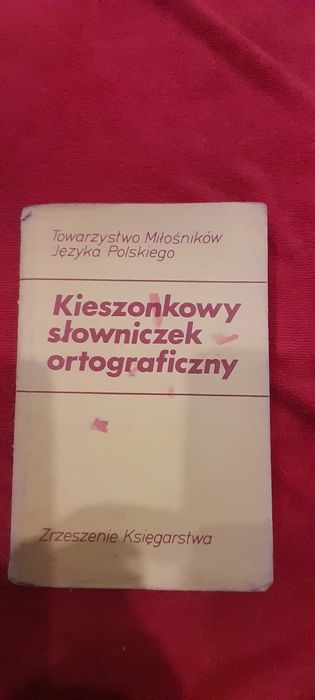 Towarzystwo Miłośników
Języka Polskiego
Kieszonkowy
słowniczek
ortograficzny
Zrzeszenie Księgarstwa